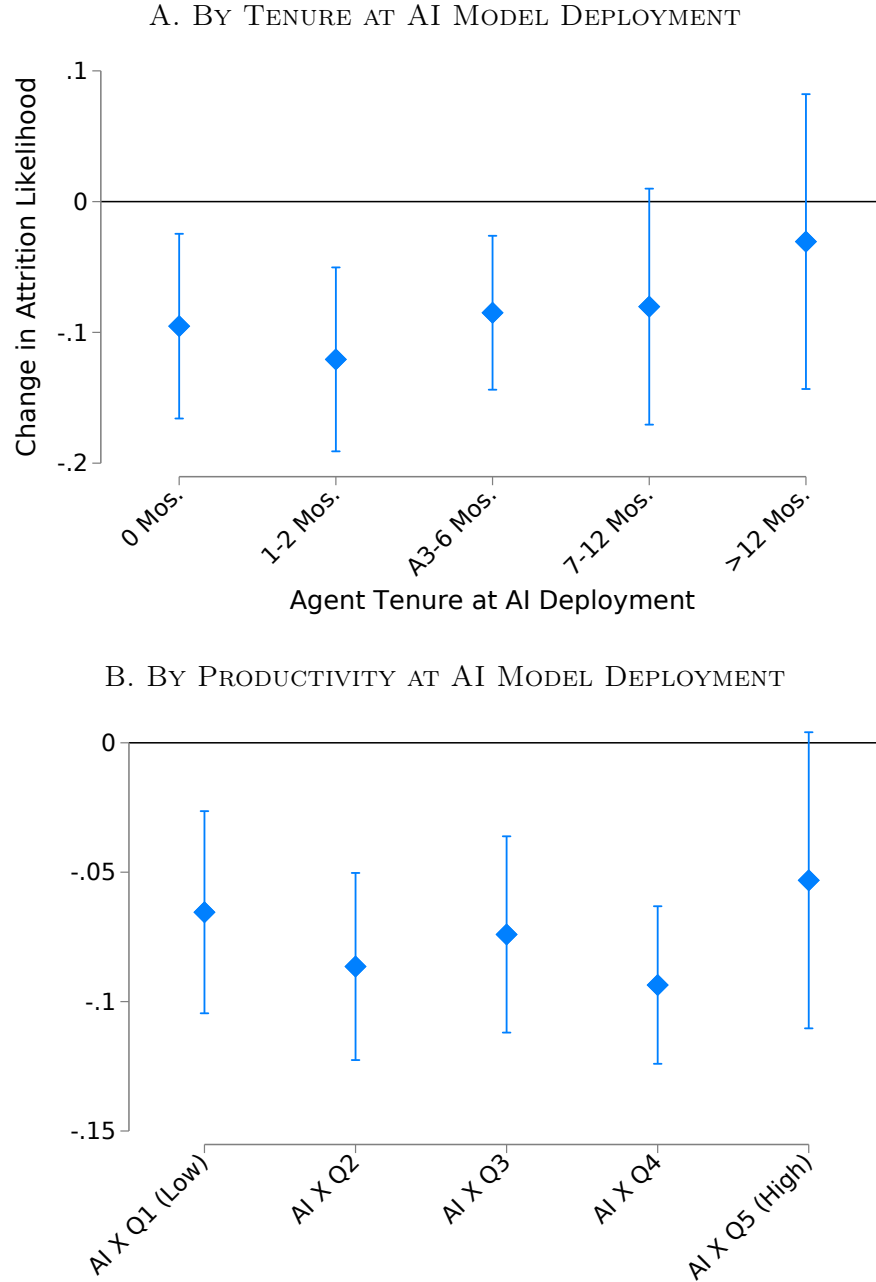 A. By Tenure at AI Model Deployment
.1
0
-.1
-.2
Change in Attrition Likelihood
0 Mos.
1-2 Mos.
A3-6 Mos.
7-12 Mos.
>12 Mos.
Agent Tenure at AI Deployment
B. By Productivity at AI Model Deployment
0
-.05
-.1
-.15
AI X Q1 (Low)
AI X Q2
AI X Q3
AI X Q4
AI X Q5 (High)